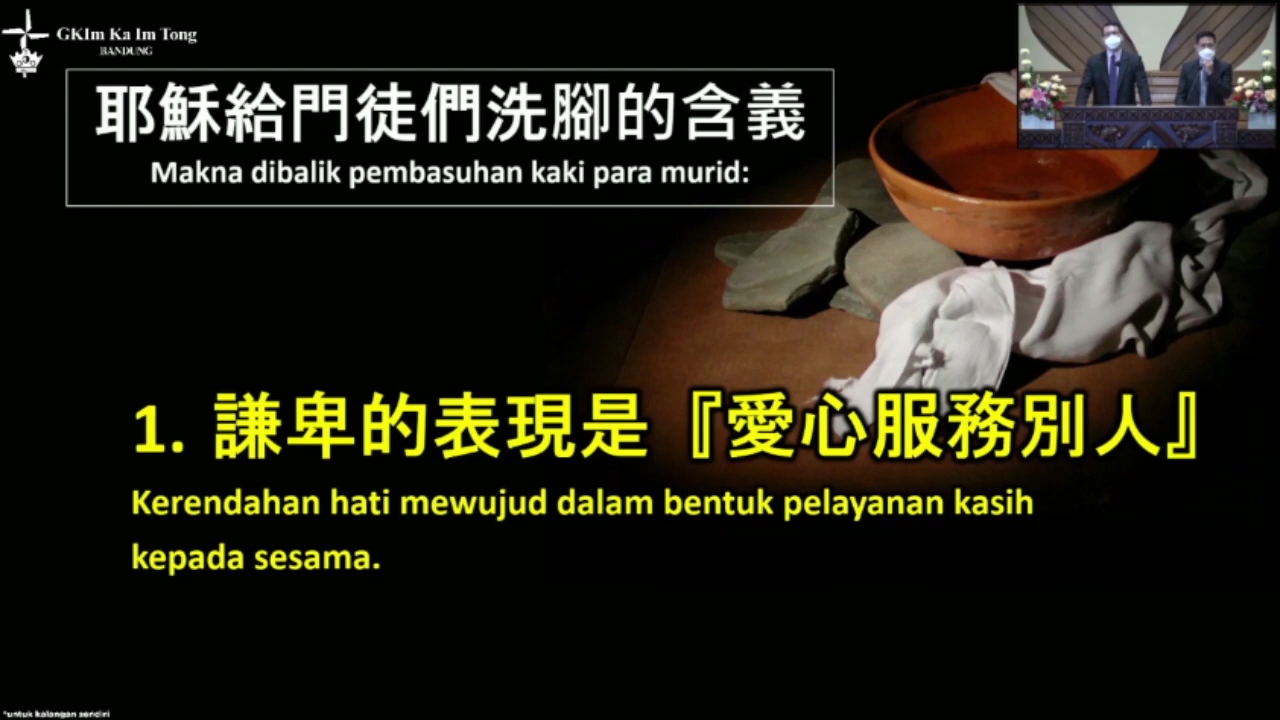 GKIm Ka Im Tong
BANDUNG
耶穌給門徒們洗腳的含義
Makna dibalik pembasuhan kaki para murid:
1. 謙卑的表現是『愛心服務別人』
Kerendahan hati mewujud dalam bentuk pelayanan kasih
kepada sesama.
*untuk kalangan sendiri